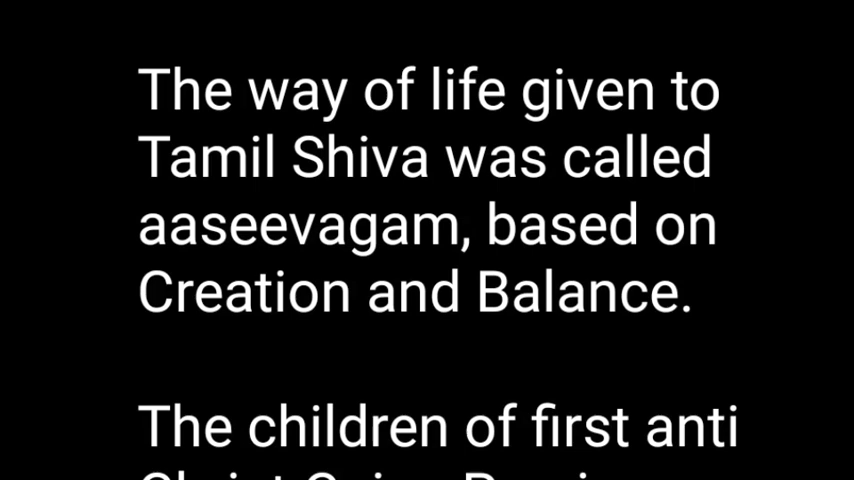 The way of life given to
Tamil Shiva was called
aaseevagam, based on
Creation and Balance.
The children of first anti